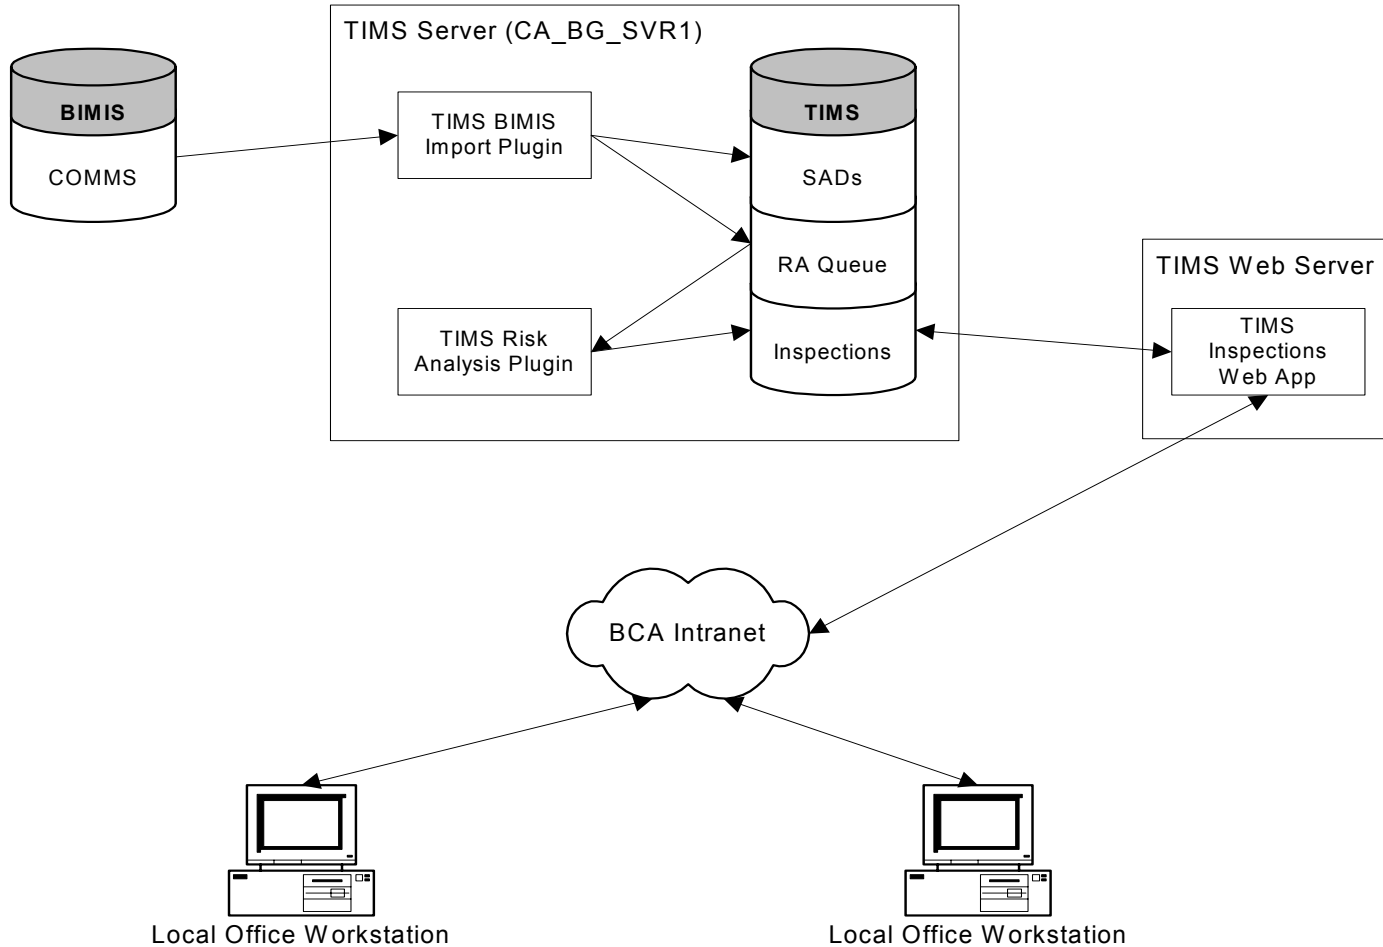 TIMS Server (CA_BG_SVR1)
BIMIS
COMMS
TIMS BIMIS
Import Plugin
TIMS
SADs
RA Queue
Inspections
TIMS Risk
Analysis Plugin
TIMS Web Server
TIMS
Inspections
Web App
BCA Intranet
Local Office Workstation
Local Office Workstation